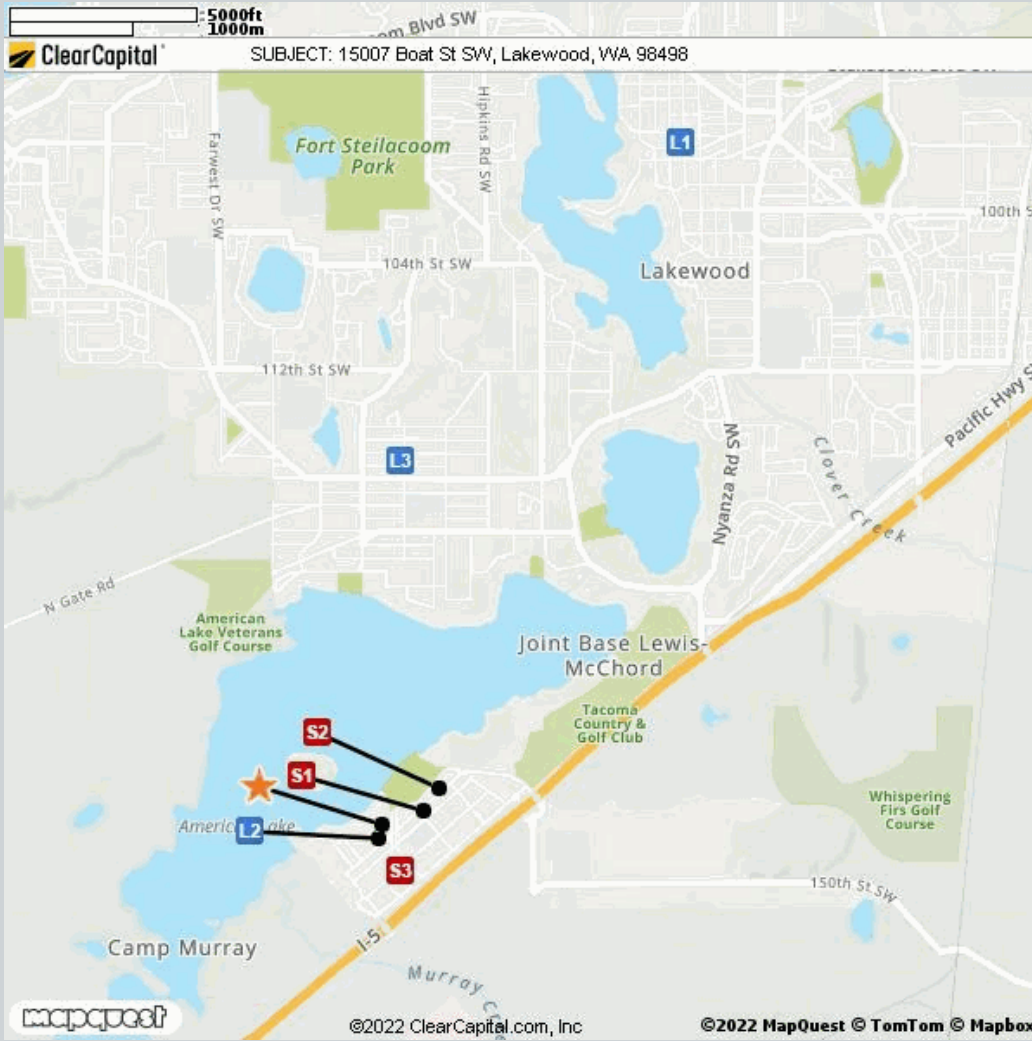 5000ft
1000m
om Blvd SW
ClearCapital
SUBJECT: 15007 Boat St SW, Lakewood, WA 98498
Hipkins Rd SW
Farwest Dr SW
Fort Steilacoom
Park
L1
100th S
104th St SW
Lakewood
112th St SW
Pacific Hwy S
Nyanza Rd SW
Clover Creek
L3
N Gate Rd
American
Lake Veterans
Golf Course
Joint Base Lewis-
McChord
Tacoma
Country &
Golf Club
S2
S1
Whispering
Firs Golf
Course
L2
S3
150th St SW
I-5
Camp Murray
Murray Cre
mapquest
©2022 ClearCapital.com, Inc
©2022 MapQuest © TomTom © Mapbox